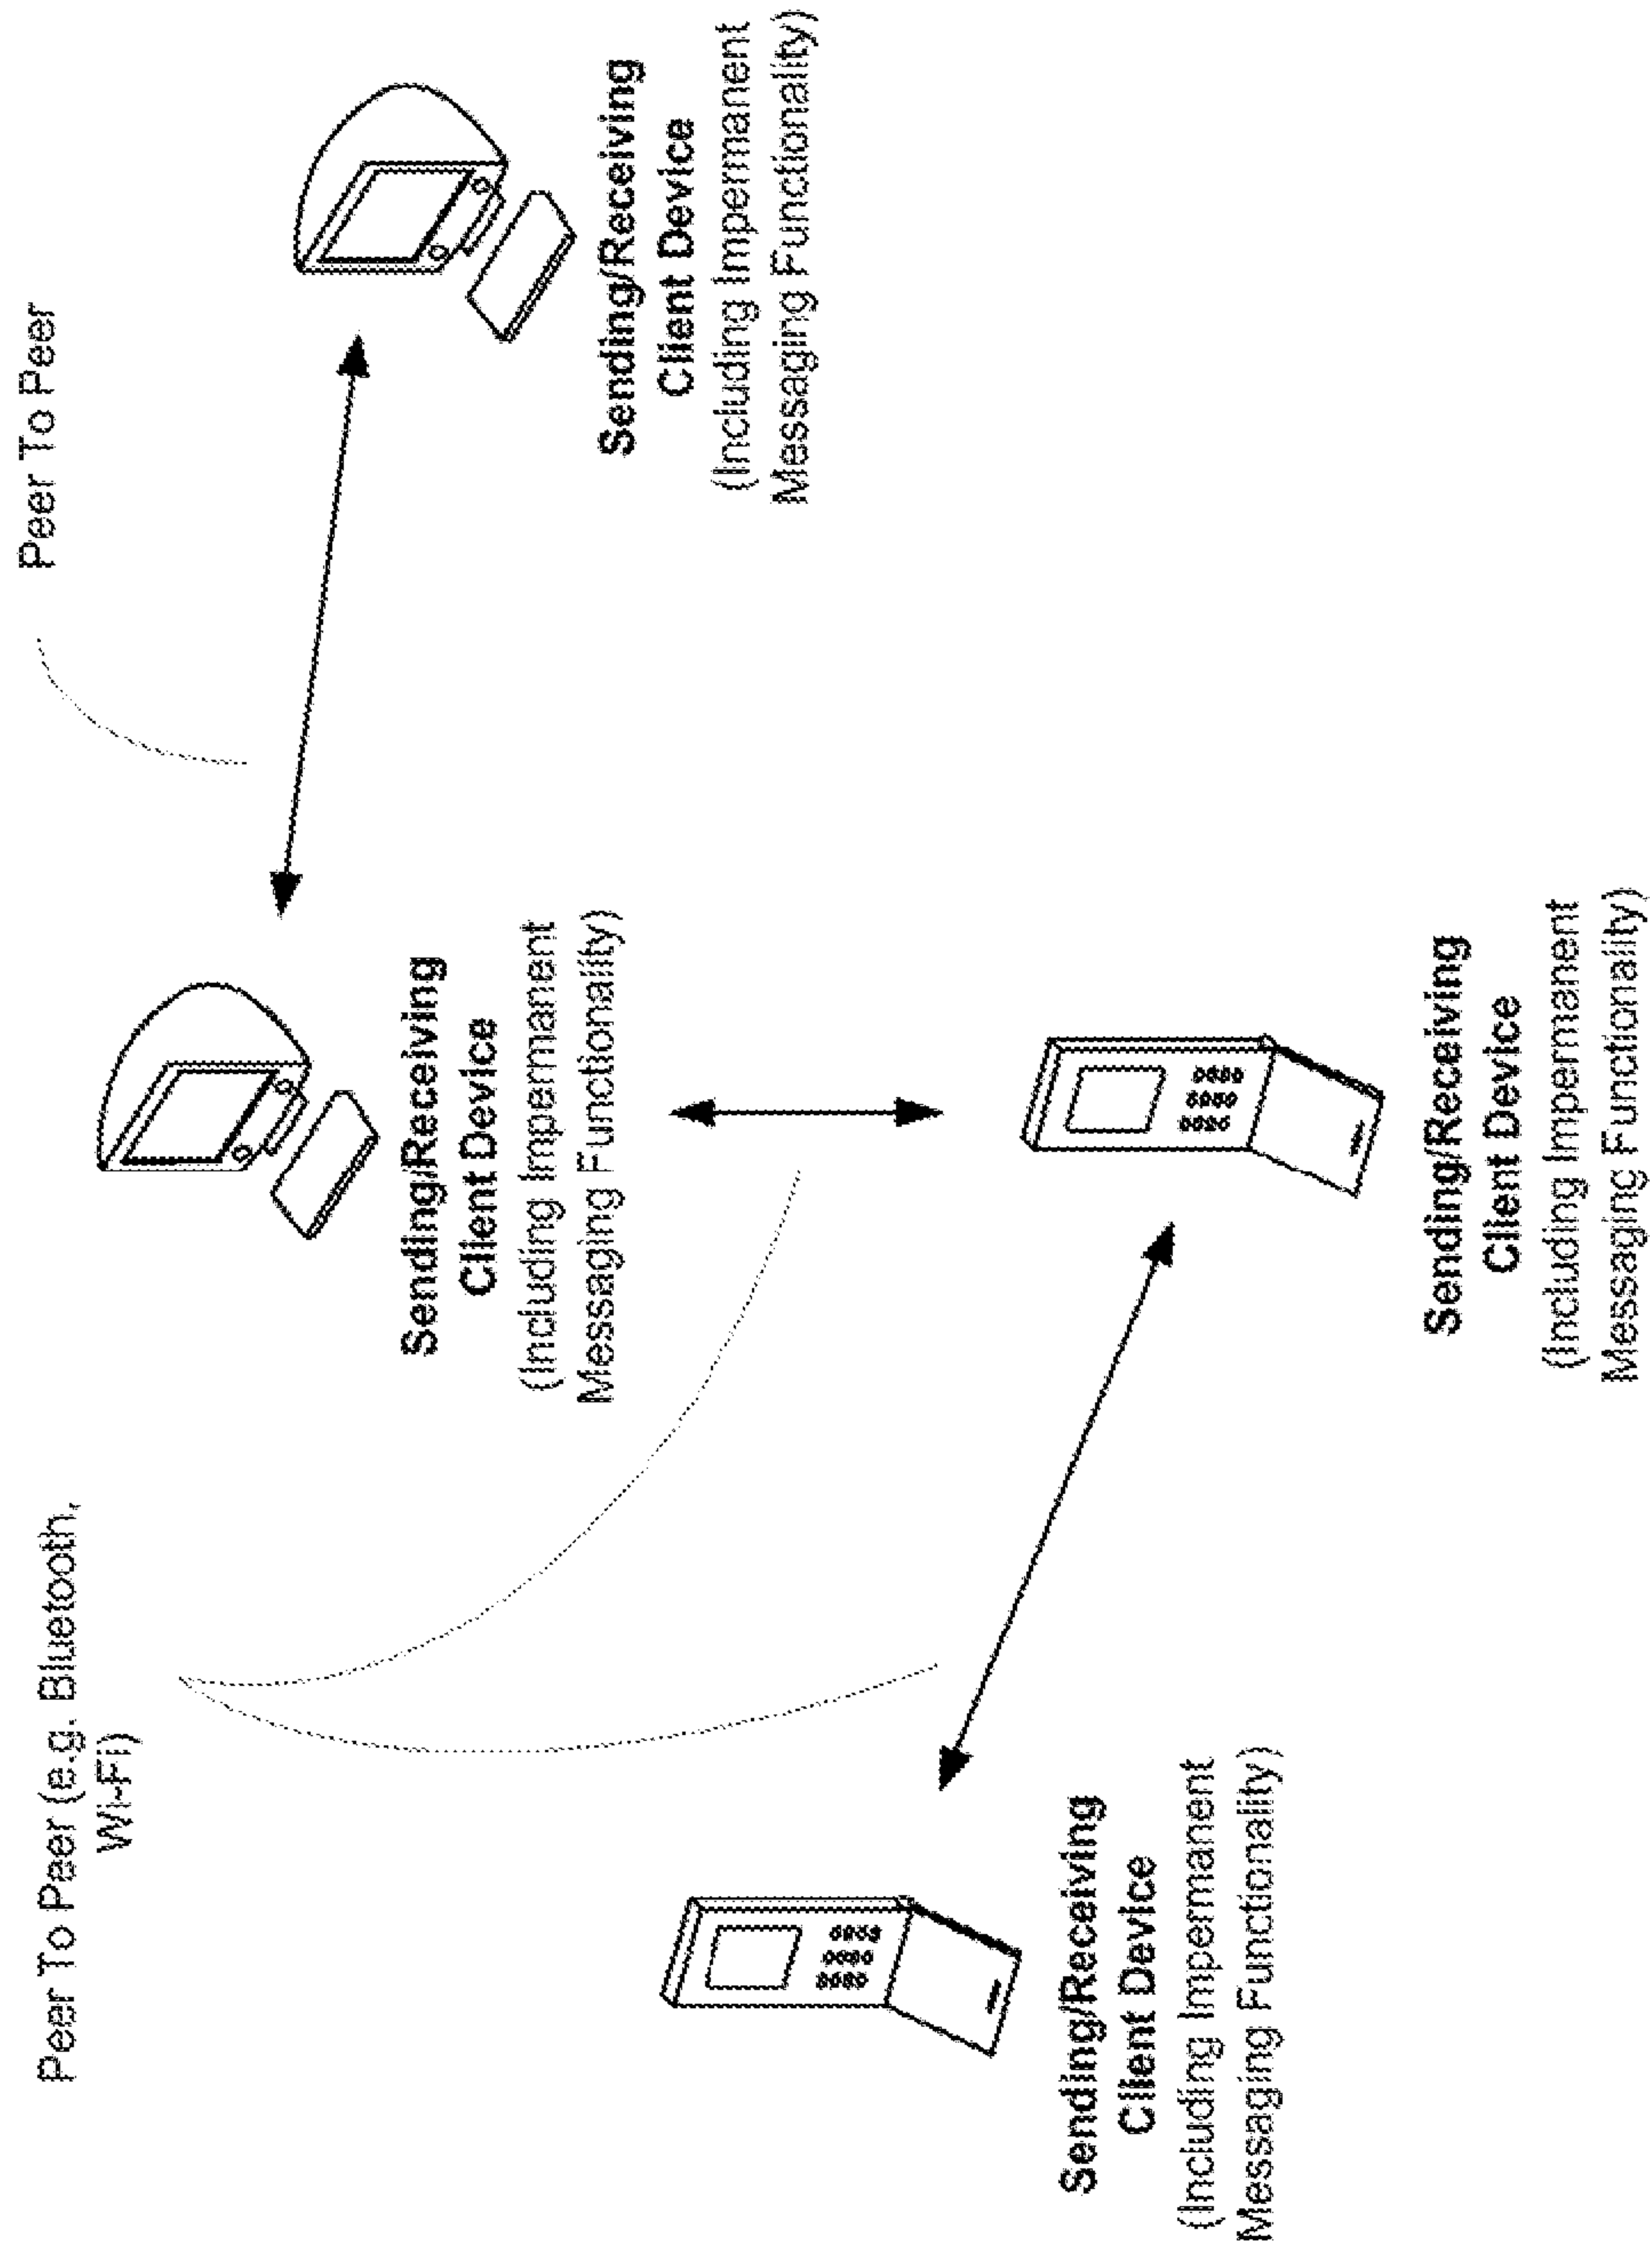 Peer To Peer (e.g. Bluetooth,
Wi-Fi)
Peer To Peer
Sending/Receiving
Client Device
(Including Impermanent
Messaging Functionality)
Sending/Receiving
Client Device
(Including Impermanent
Messaging Functionality)
Sending/Receiving
Client Device
(Including Impermanent
Messaging Functionality)
Sending/Receiving
Client Device
(Including Impermanent
Messaging Functionality)